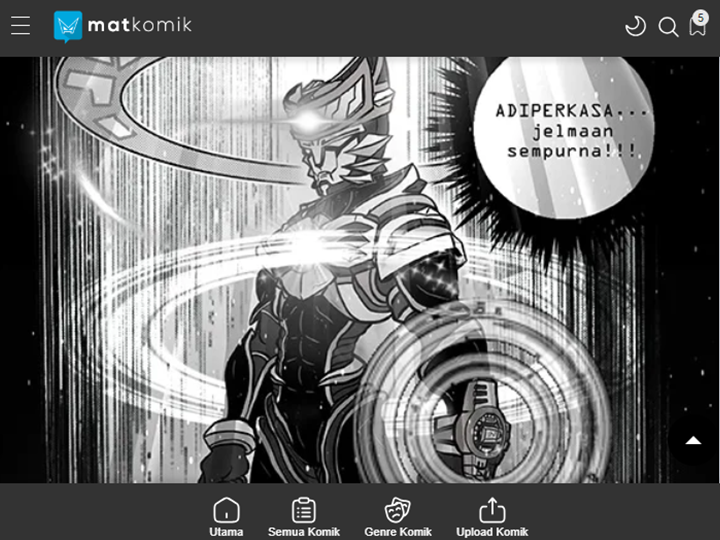 matkomik
5
ADIPERKASA...
jelmaan
sempurna!!!
Utama
Semua Komik
Genre Komik
Upload Komik